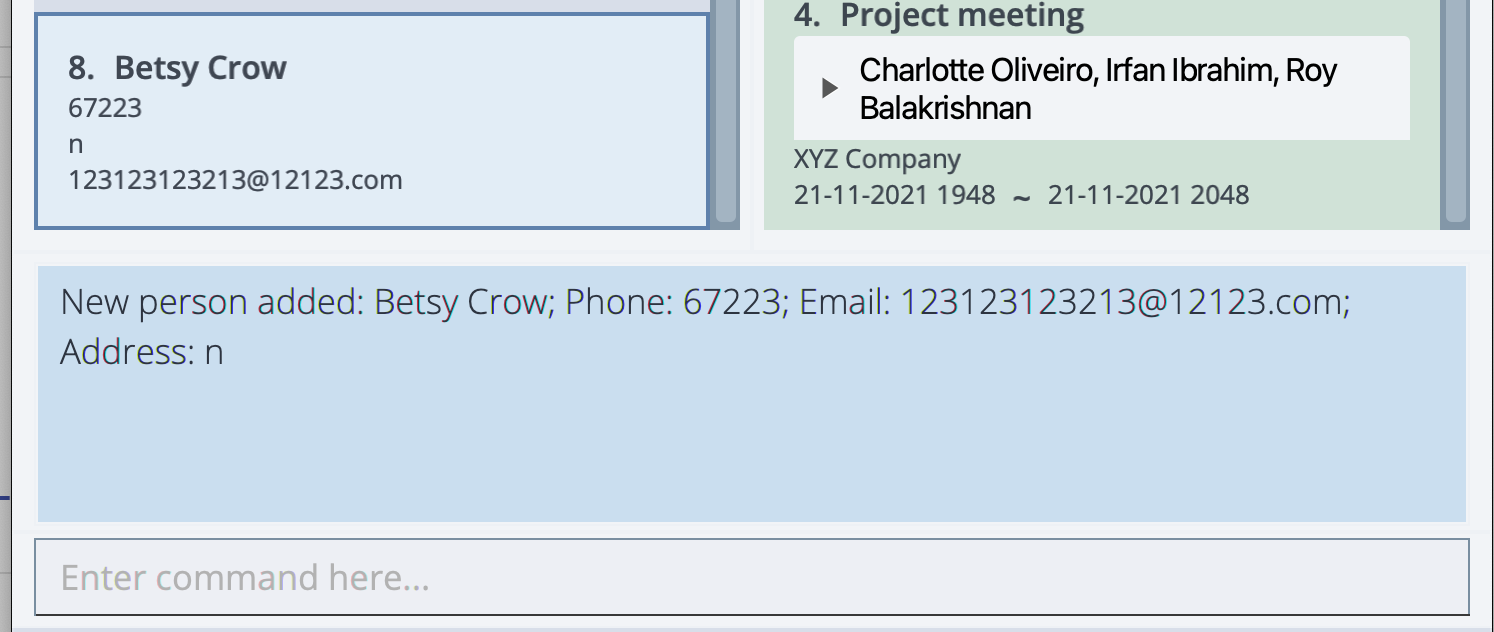 8. Betsy Crow
67223
n
123123123213@12123.com
4. Project meeting
Charlotte Oliveiro, Irfan Ibrahim, Roy
Balakrishnan
XYZ Company
21-11-2021 1948 ~ 21-11-2021 2048
New person added: Betsy Crow; Phone: 67223; Email: 123123123213@12123.com;
Address: n
Enter command here...